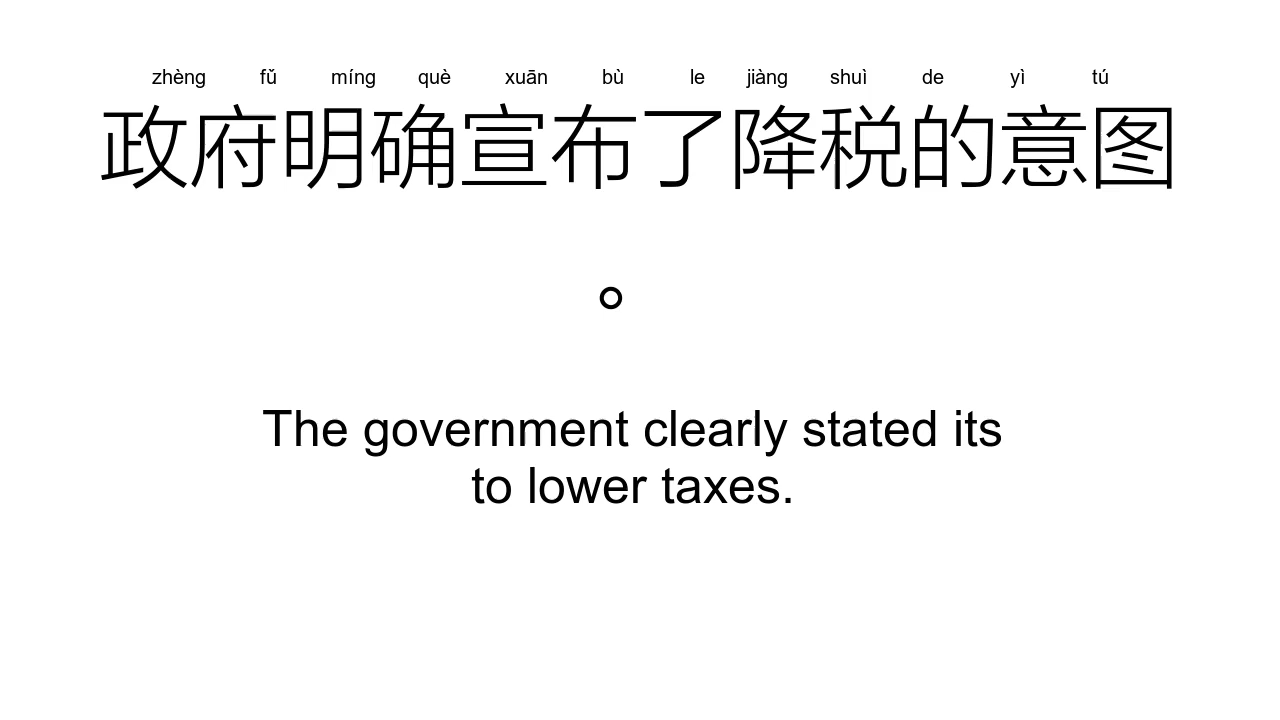 zhèng fǔ míng què xuān bù le jiàng shuì de yì tú
政府明确宣布了降税的意图
。
The government clearly stated its
to lower taxes.